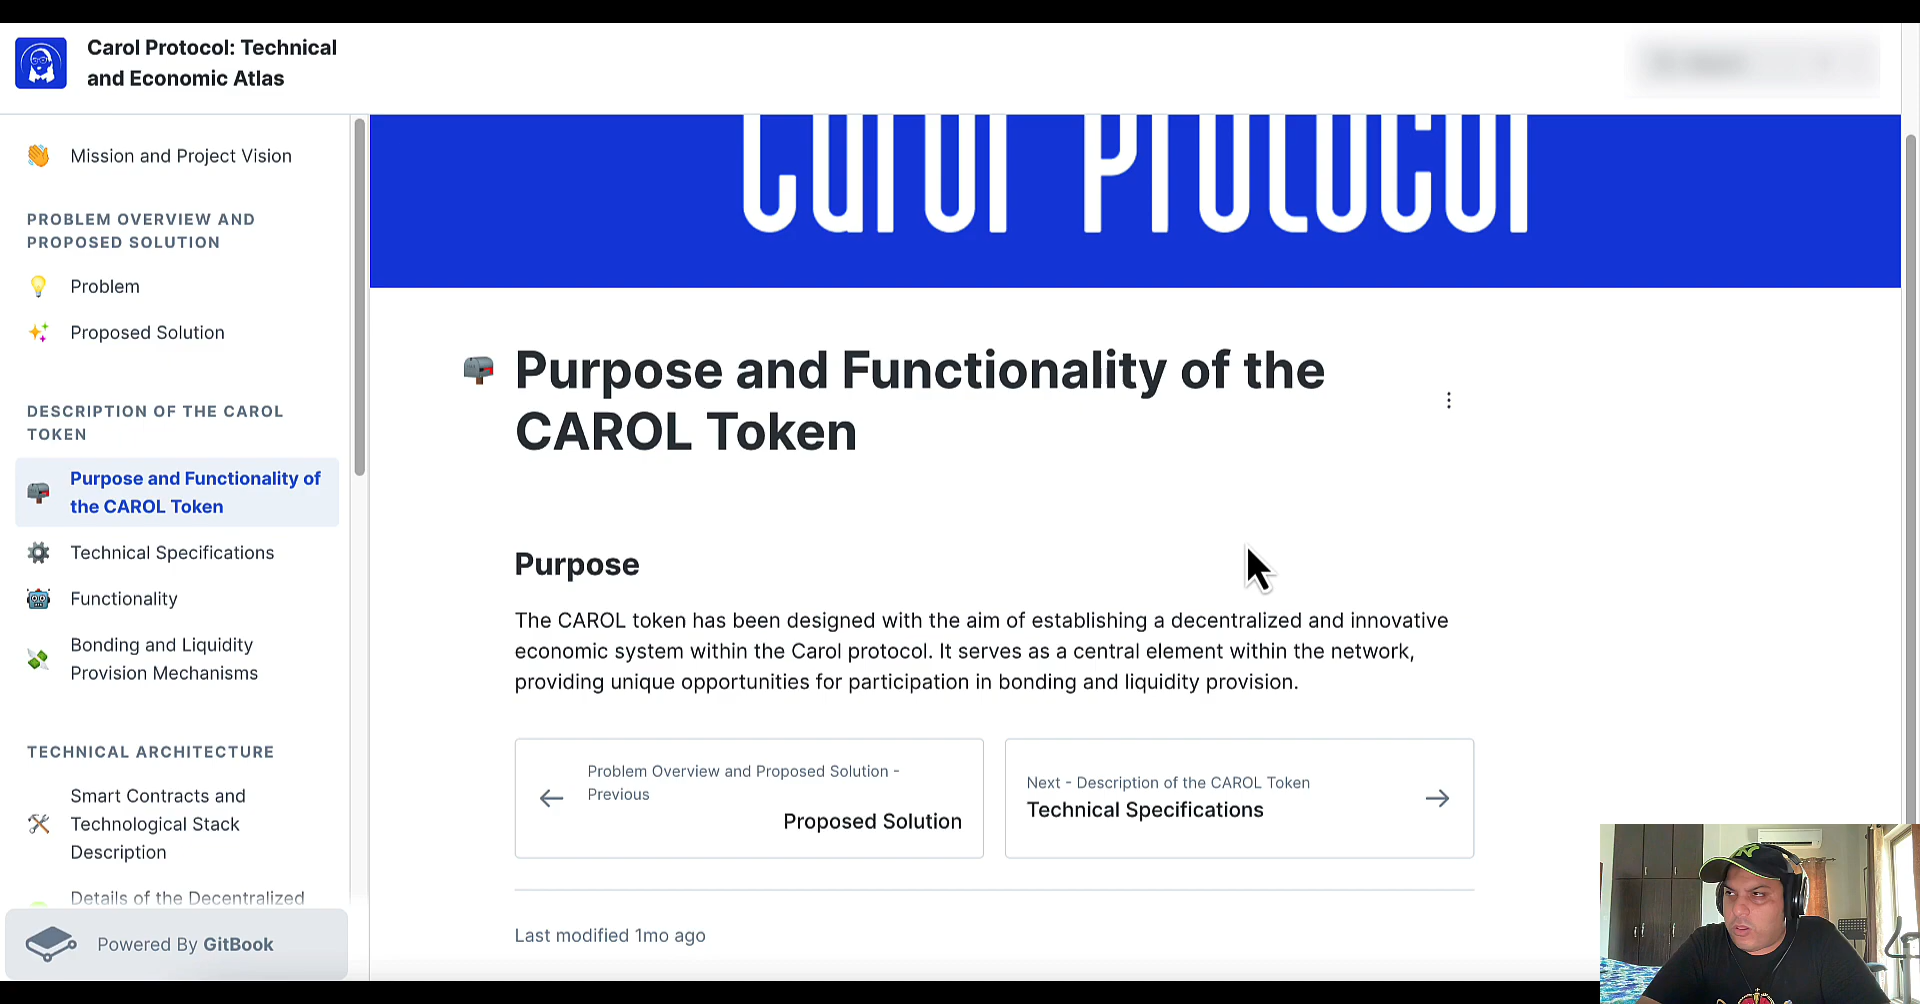 Carol Protocol: Technical
and Economic Atlas
Mission and Project Vision
PROBLEM OVERVIEW AND
PROPOSED SOLUTION
Problem
Proposed Solution
DESCRIPTION OF THE CAROL
TOKEN
Purpose and Functionality of
the CAROL Token
Technical Specifications
Functionality
Bonding and Liquidity
Provision Mechanisms
TECHNICAL ARCHITECTURE
Smart Contracts and
Technological Stack
Description
Details of the Decentralized
Powered By GitBook
Carol Protocol
Purpose and Functionality of the
CAROL Token
Purpose
The CAROL token has been designed with the aim of establishing a decentralized and innovative
economic system within the Carol protocol. It serves as a central element within the network,
providing unique opportunities for participation in bonding and liquidity provision.
Problem Overview and Proposed Solution -
Previous
Proposed Solution
Next - Description of the CAROL Token
Technical Specifications
Last modified 1mo ago